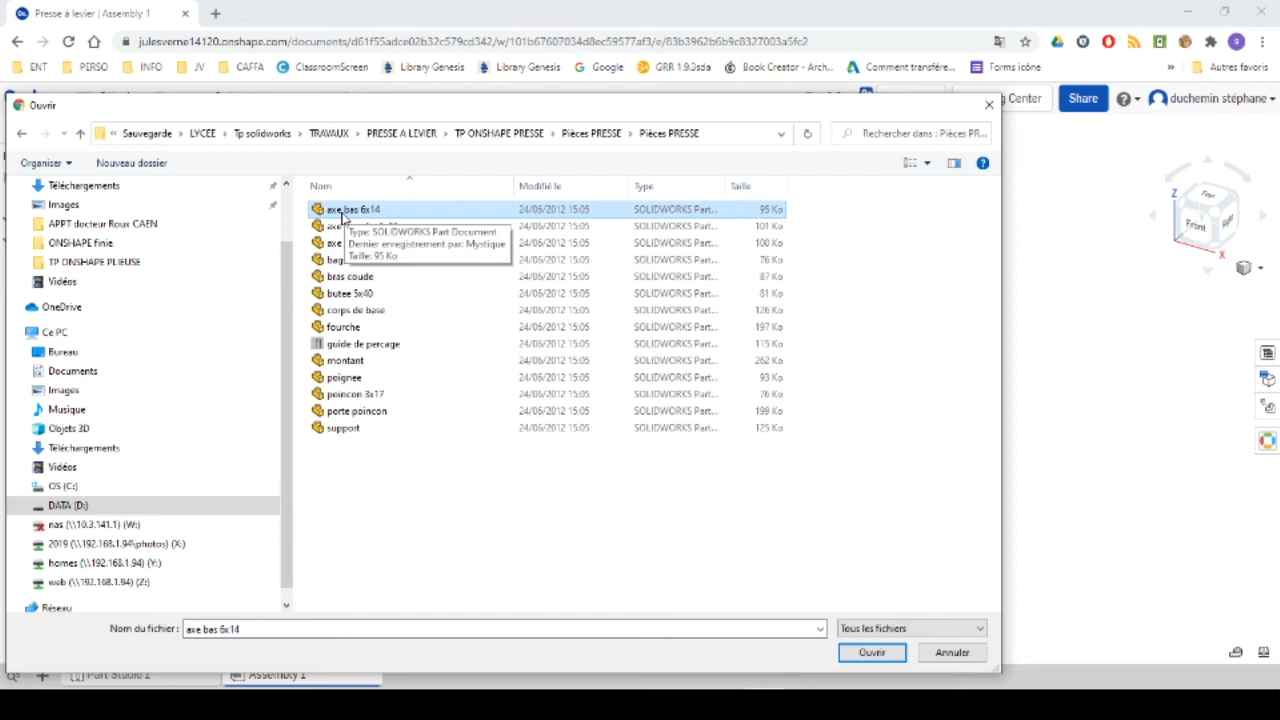 Presse à levier | Assembly 1
julesverne14120.onshape.com/documents/d61f55adce02b32c579cd342/w/101b67607034d8ec59577af3/e/83b3962b6b9c8327003a5fc2
ENT PERSO INFO JV CAFFA ClassroomScreen Library Genesis Library Genesis Google GRR 1.9.3sda Book Creator - Arch... Comment transfére... Forms icône » Autres favoris
Ouvrir
Center Share duchemin stéphane
« Sauvegarde > LYCEE > Tp solidworks > TRAVAUX > PRESSE A LEVIER > TP ONSHAPE PRESSE > Pièces PRESSE > Pièces PRESSE
Rechercher dans : Pièces PR...
Organiser Nouveau dossier
Téléchargements
Images
APPT docteur Roux CAEN
ONSHAPE finie
TP ONSHAPE PLIEUSE
Vidéos
OneDrive
Ce PC
Bureau
Documents
Images
Musique
Objets 3D
Téléchargements
Vidéos
OS (C:)
DATA (D:)
nas (\\10.3.141.1) (W:)
2019 (\\192.168.1.94\photos) (X:)
homes (\\192.168.1.94) (Y:)
web (\\192.168.1.94) (Z:)
Réseau
Nom Modifié le Type Taille
axe bas 6x14 24/06/2012 15:05 SOLIDWORKS Part... 95 Ko
axe 24/06/2012 15:05 SOLIDWORKS Part... 101 Ko
axe 24/06/2012 15:05 SOLIDWORKS Part... 100 Ko
bag 24/06/2012 15:05 SOLIDWORKS Part... 76 Ko
bras coude 24/06/2012 15:05 SOLIDWORKS Part... 87 Ko
butee 5x40 24/06/2012 15:05 SOLIDWORKS Part... 81 Ko
corps de base 24/06/2012 15:05 SOLIDWORKS Part... 126 Ko
fourche 24/06/2012 15:05 SOLIDWORKS Part... 197 Ko
guide de percage 24/06/2012 15:05 SOLIDWORKS Part... 115 Ko
montant 24/06/2012 15:05 SOLIDWORKS Part... 262 Ko
poignee 24/06/2012 15:05 SOLIDWORKS Part... 93 Ko
poincon 3x17 24/06/2012 15:05 SOLIDWORKS Part... 76 Ko
porte poincon 24/06/2012 15:05 SOLIDWORKS Part... 199 Ko
support 24/06/2012 15:05 SOLIDWORKS Part... 125 Ko
Type: SOLIDWORKS Part Document
Dernier enregistrement par: Mystique
Taille: 95 Ko
Z Top
Front Right
X
Nom du fichier : axe bas 6x14 Tous les fichiers
Ouvrir Annuler
Part Studio 1 Assembly 1